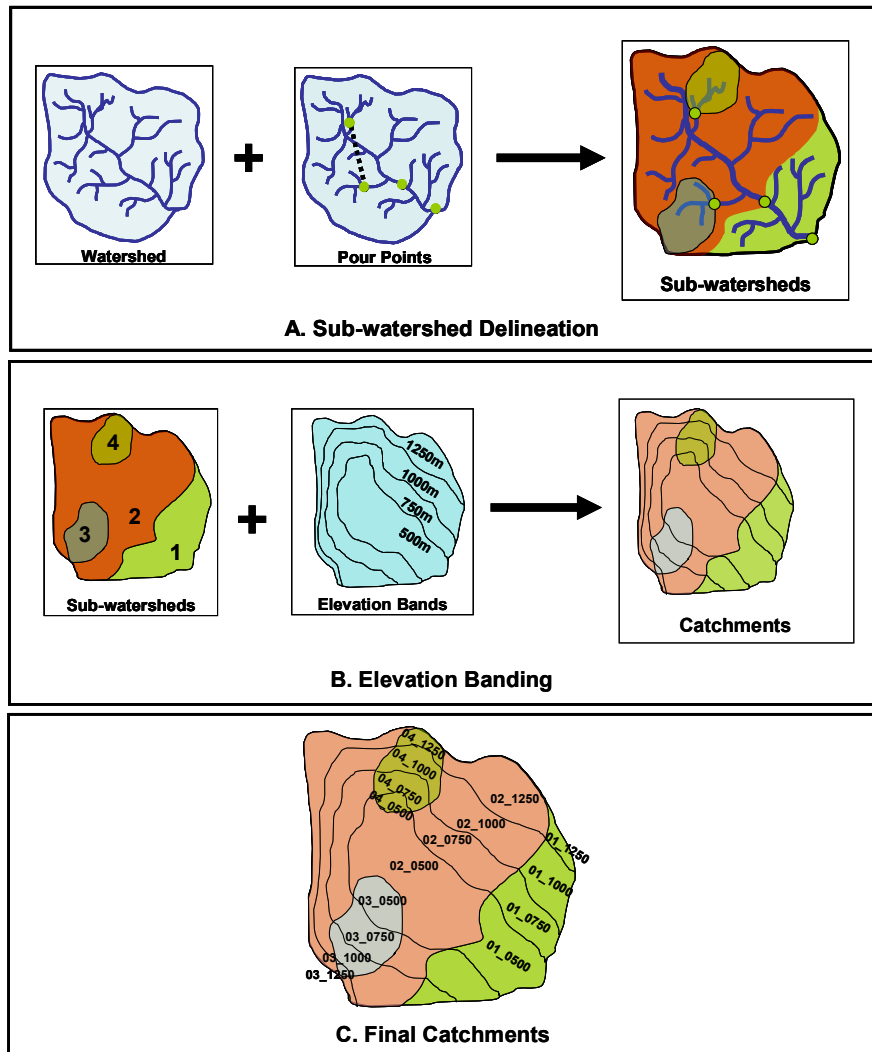 Watershed
+
Pour Points
Sub-watersheds
A. Sub-watershed Delineation
4
3
2
1
Sub-watersheds
+
1250m
1000m
750m
500m
Elevation Bands
Catchments
B. Elevation Banding
04_1250
04_1000
04_0750
04_0500
02_1250
02_1000
02_0750
02_0500
01_1250
01_1000
01_0750
01_0500
03_0500
03_0750
03_1000
03_1250
C. Final Catchments